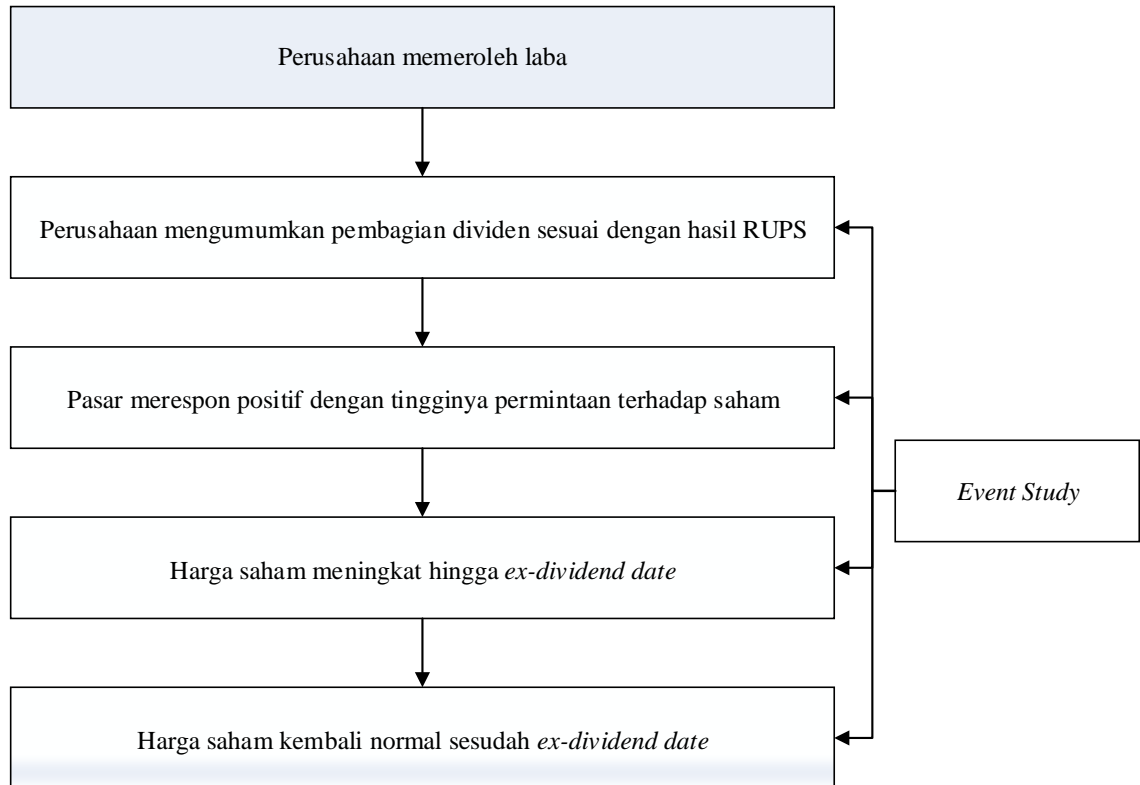 Perusahaan memeroleh laba
Perusahaan mengumumkan pembagian dividen sesuai dengan hasil RUPS
Pasar merespon positif dengan tingginya permintaan terhadap saham
Event Study
Harga saham meningkat hingga ex-dividend date
Harga saham kembali normal sesudah ex-dividend date